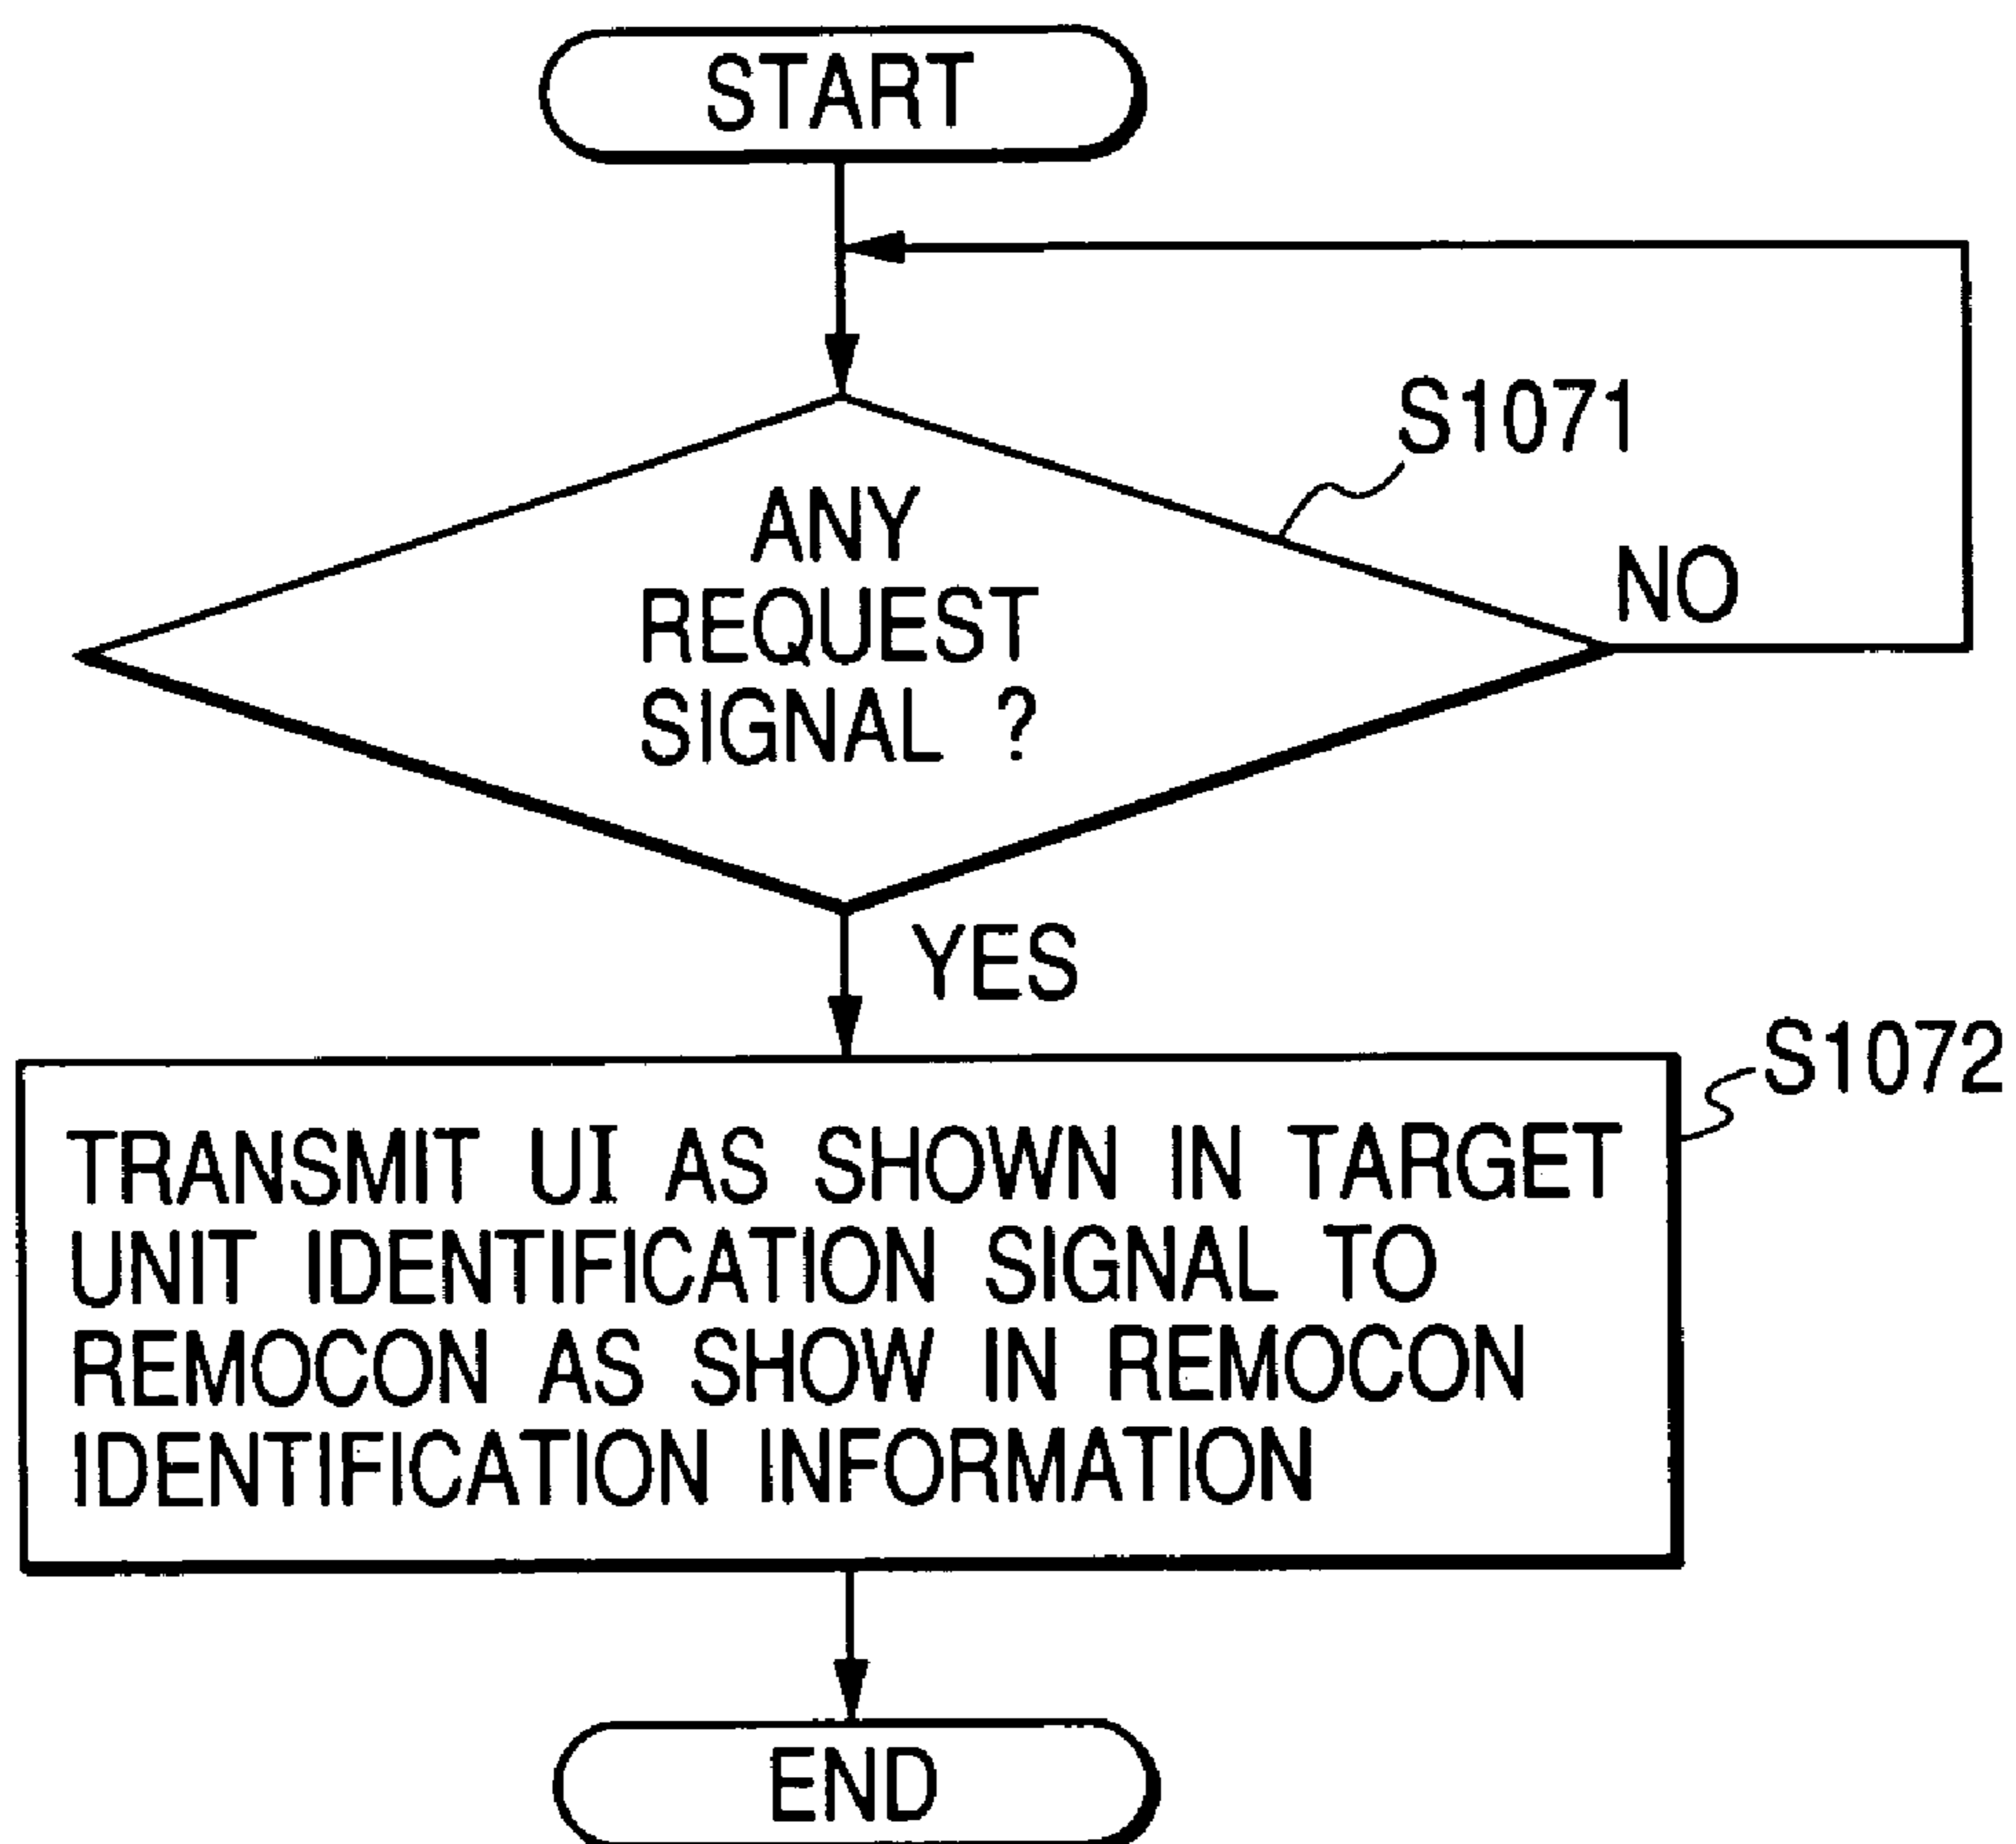 START
S1071
ANY
REQUEST
SIGNAL ?
NO
YES
S1072
TRANSMIT UI AS SHOWN IN TARGET
UNIT IDENTIFICATION SIGNAL TO
REMOCON AS SHOW IN REMOCON
IDENTIFICATION INFORMATION
END